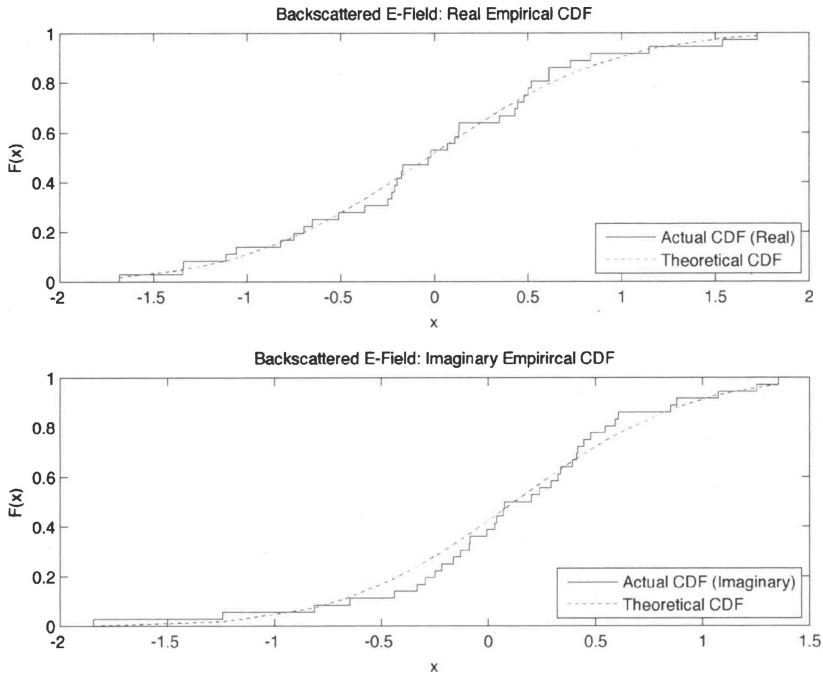 Backscattered E-Field: Real Empirical CDF
1
0.8
0.6
0.4
0.2
0
F(x)
-2 -1.5 -1 -0.5 0 0.5 1 1.5 2
x
Actual CDF (Real)
Theoretical CDF
Backscattered E-Field: Imaginary Empirircal CDF
1
0.8
0.6
0.4
0.2
0
F(x)
-2 -1.5 -1 -0.5 0 0.5 1 1.5
x
Actual CDF (Imaginary)
Theoretical CDF